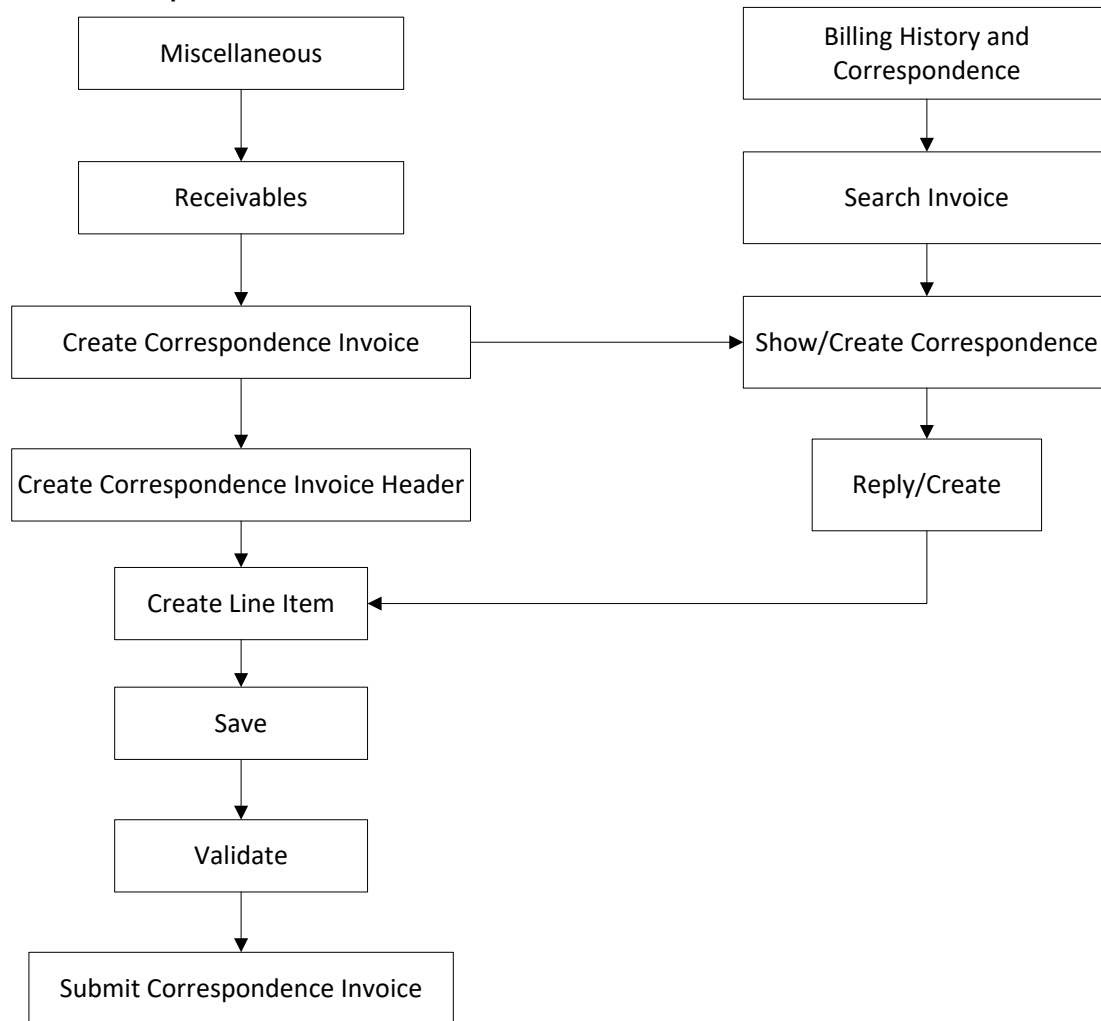 Miscellaneous
Billing History and
Correspondence
Receivables
Search Invoice
Create Correspondence Invoice
Show/Create Correspondence
Create Correspondence Invoice Header
Reply/Create
Create Line Item
Save
Validate
Submit Correspondence Invoice